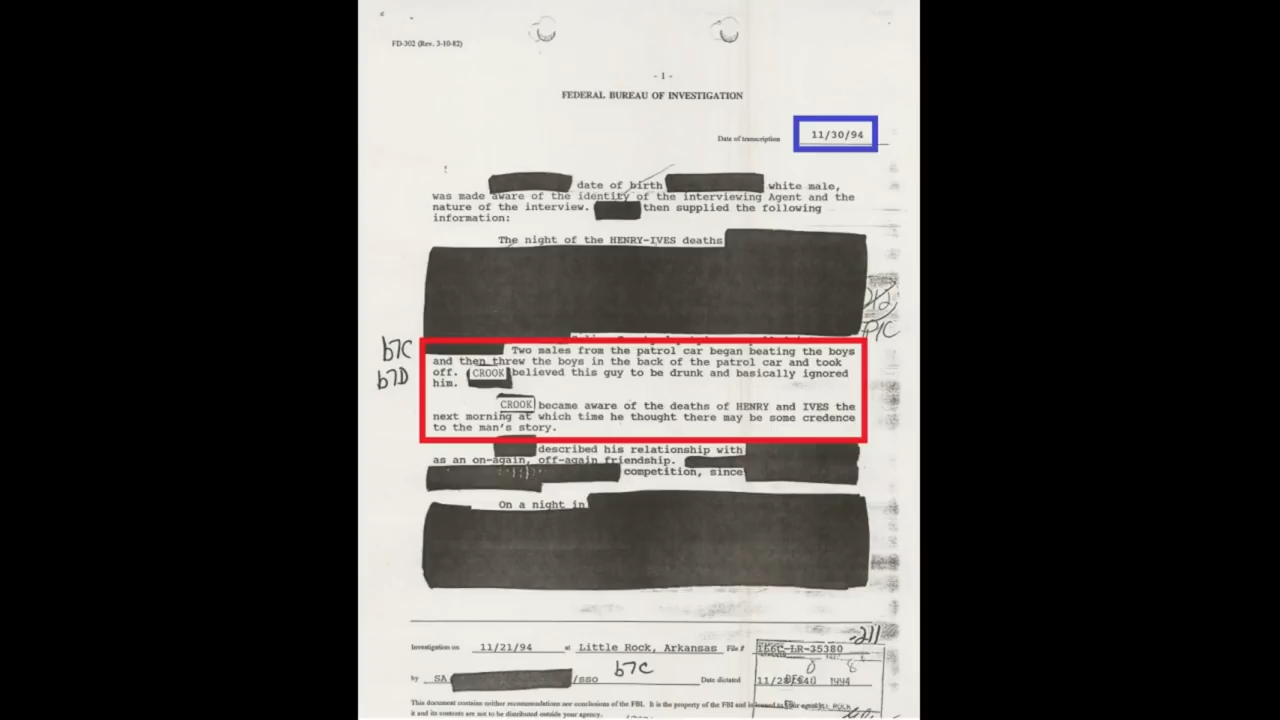 FD-302 (Rev. 3-10-82)
- 1 -
FEDERAL BUREAU OF INVESTIGATION
Date of transcription 11/30/94
date of birth white male,
was made aware of the identity of the interviewing Agent and the
nature of the interview. then supplied the following
information:
The night of the HENRY-IVES deaths
PIC
b7C
b7D
Two males from the patrol car began beating the boys
and then threw the boys in the back of the patrol car and took
off. CROOK believed this guy to be drunk and basically ignored
him.
CROOK became aware of the deaths of HENRY and IVES the
next morning at which time he thought there may be some credence
to the man's story.
described his relationship with
as an on-again, off-again friendship.
competition, since
On a night in
-211
Investigation on 11/21/94 at Little Rock, Arkansas File # 166C-LR-35380
b7C
by SA /sso Date dictated 1994
This document contains neither recommendations nor conclusions of the FBI. It is the property of the FBI and is loaned to your agency;
it and its contents are not to be distributed outside your agency.